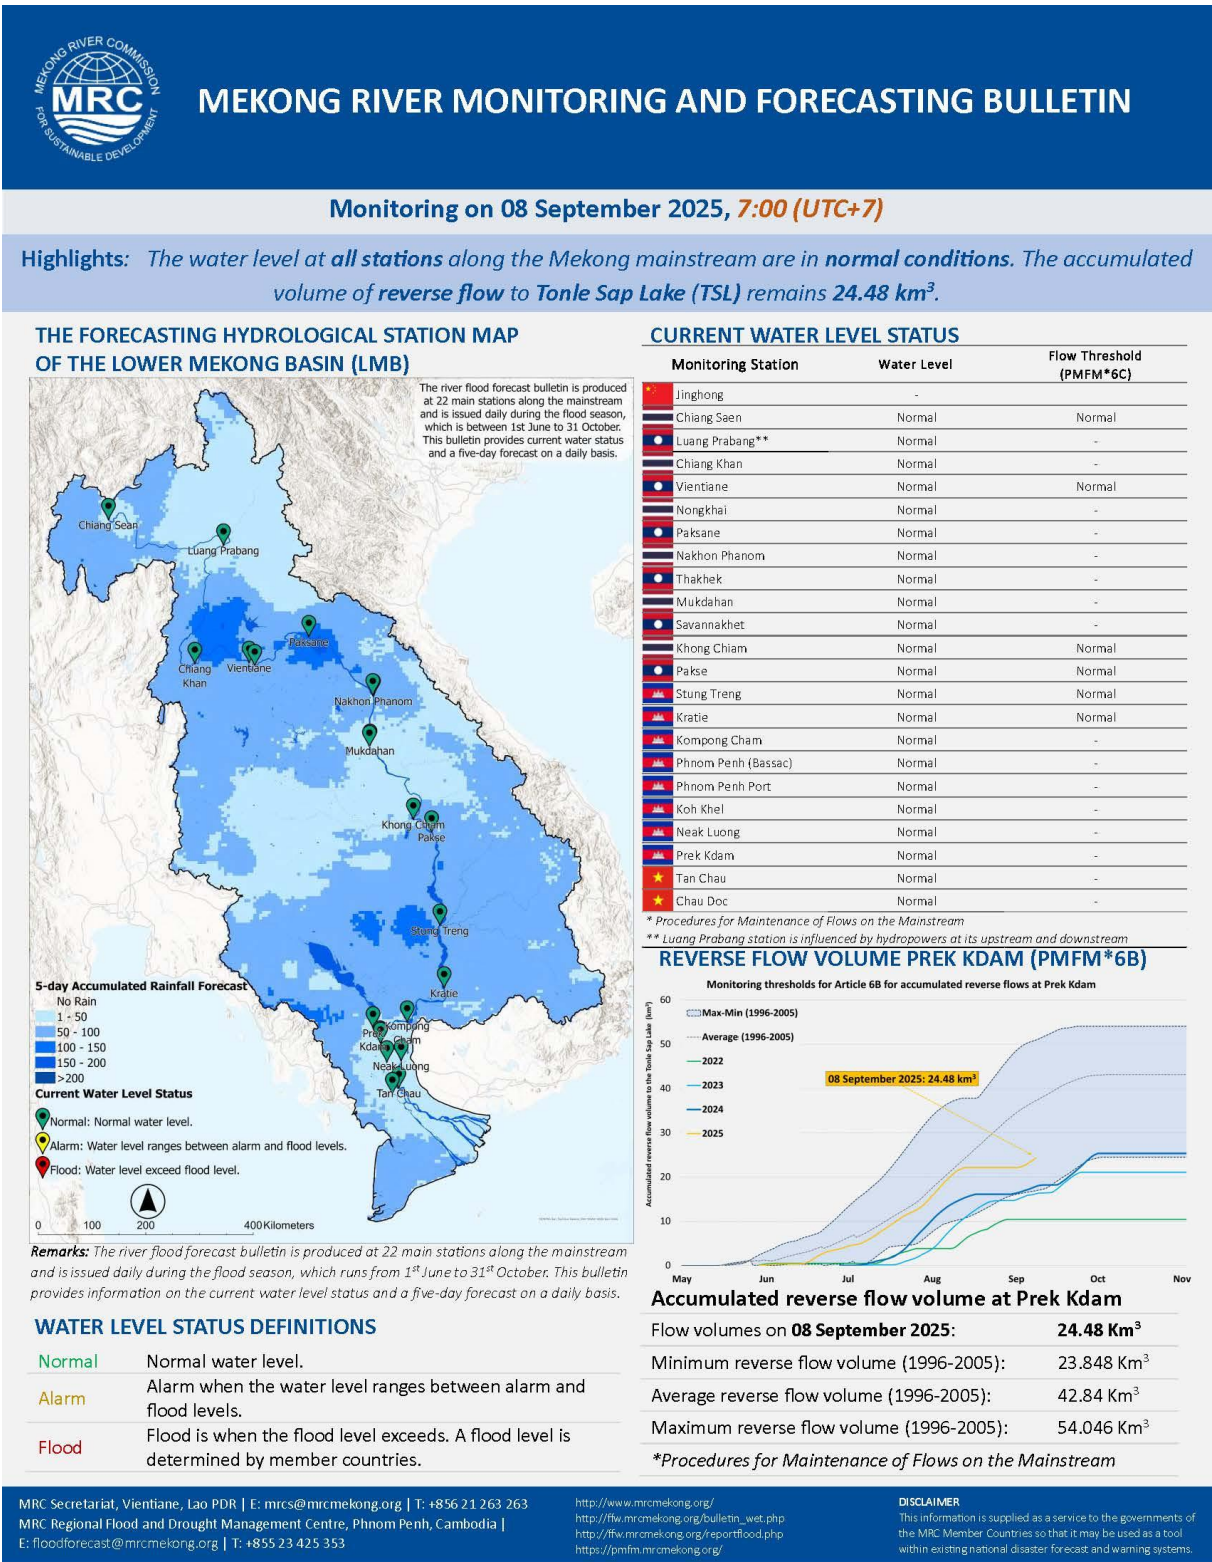 MEKONG RIVER COMMISSION
MRC
FOR SUSTAINABLE DEVELOPMENT
MEKONG RIVER MONITORING AND FORECASTING BULLETIN
Monitoring on 08 September 2025, 7:00 (UTC+7)
Highlights: The water level at all stations along the Mekong mainstream are in normal conditions. The accumulated
volume of reverse flow to Tonle Sap Lake (TSL) remains 24.48 km³.
THE FORECASTING HYDROLOGICAL STATION MAP
OF THE LOWER MEKONG BASIN (LMB)
The river flood forecast bulletin is produced
at 22 main stations along the mainstream
and is issued daily during the flood season,
which is between 1st June to 31 October.
This bulletin provides current water status
and a five-day forecast on a daily basis.
Chiang Sean
Luang Prabang
Paksane
Chiang
Khan
Vientiane
Nakhon Phanom
Mukdahan
Khong Chiam
Pakse
Stung Treng
Kratie
Kompong
Cham
Prek
Kdam
Neak Luong
Tan Chau
5-day Accumulated Rainfall Forecast
No Rain
1 - 50
50 - 100
100 - 150
150 - 200
>200
Current Water Level Status
Normal: Normal water level.
Alarm: Water level ranges between alarm and flood levels.
Flood: Water level exceed flood level.
0 100 200 400 Kilometers
Remarks: The river flood forecast bulletin is produced at 22 main stations along the mainstream
and is issued daily during the flood season, which runs from 1st June to 31st October. This bulletin
provides information on the current water level status and a five-day forecast on a daily basis.
WATER LEVEL STATUS DEFINITIONS
Normal Normal water level.
Alarm Alarm when the water level ranges between alarm and
flood levels.
Flood Flood is when the flood level exceeds. A flood level is
determined by member countries.
CURRENT WATER LEVEL STATUS
Monitoring Station Water Level Flow Threshold
(PMFM*6C)
Jinghong -
Chiang Saen Normal Normal
Luang Prabang** Normal -
Chiang Khan Normal -
Vientiane Normal Normal
Nongkhai Normal -
Paksane Normal -
Nakhon Phanom Normal -
Thakhek Normal -
Mukdahan Normal -
Savannakhet Normal -
Khong Chiam Normal Normal
Pakse Normal Normal
Stung Treng Normal Normal
Kratie Normal Normal
Kompong Cham Normal -
Phnom Penh (Bassac) Normal -
Phnom Penh Port Normal -
Koh Khel Normal -
Neak Luong Normal -
Prek Kdam Normal -
Tan Chau Normal -
Chau Doc Normal -
* Procedures for Maintenance of Flows on the Mainstream
** Luang Prabang station is influenced by hydropowers at its upstream and downstream
REVERSE FLOW VOLUME PREK KDAM (PMFM*6B)
Monitoring thresholds for Article 6B for accumulated reverse flows at Prek Kdam
Accumulated reverse flow volume to the Tonle Sap Lake (km³)
60
50
40
30
20
10
0
Max-Min (1996-2005)
Average (1996-2005)
2022
2023
2024
2025
08 September 2025: 24.48 km³
May Jun Jul Aug Sep Oct Nov
Accumulated reverse flow volume at Prek Kdam
Flow volumes on 08 September 2025: 24.48 Km³
Minimum reverse flow volume (1996-2005): 23.848 Km³
Average reverse flow volume (1996-2005): 42.84 Km³
Maximum reverse flow volume (1996-2005): 54.046 Km³
*Procedures for Maintenance of Flows on the Mainstream
MRC Secretariat, Vientiane, Lao PDR | E: mrcs@mrcmekong.org | T: +856 21 263 263
MRC Regional Flood and Drought Management Centre, Phnom Penh, Cambodia |
E: floodforecast@mrcmekong.org | T: +855 23 425 353
http://www.mrcmekong.org/
http://ffw.mrcmekong.org/bulletin_wet.php
http://ffw.mrcmekong.org/reportflood.php
https://pmfm.mrcmekong.org/
DISCLAIMER
This information is supplied as a service to the governments of
the MRC Member Countries so that it may be used as a tool
within existing national disaster forecast and warning systems.